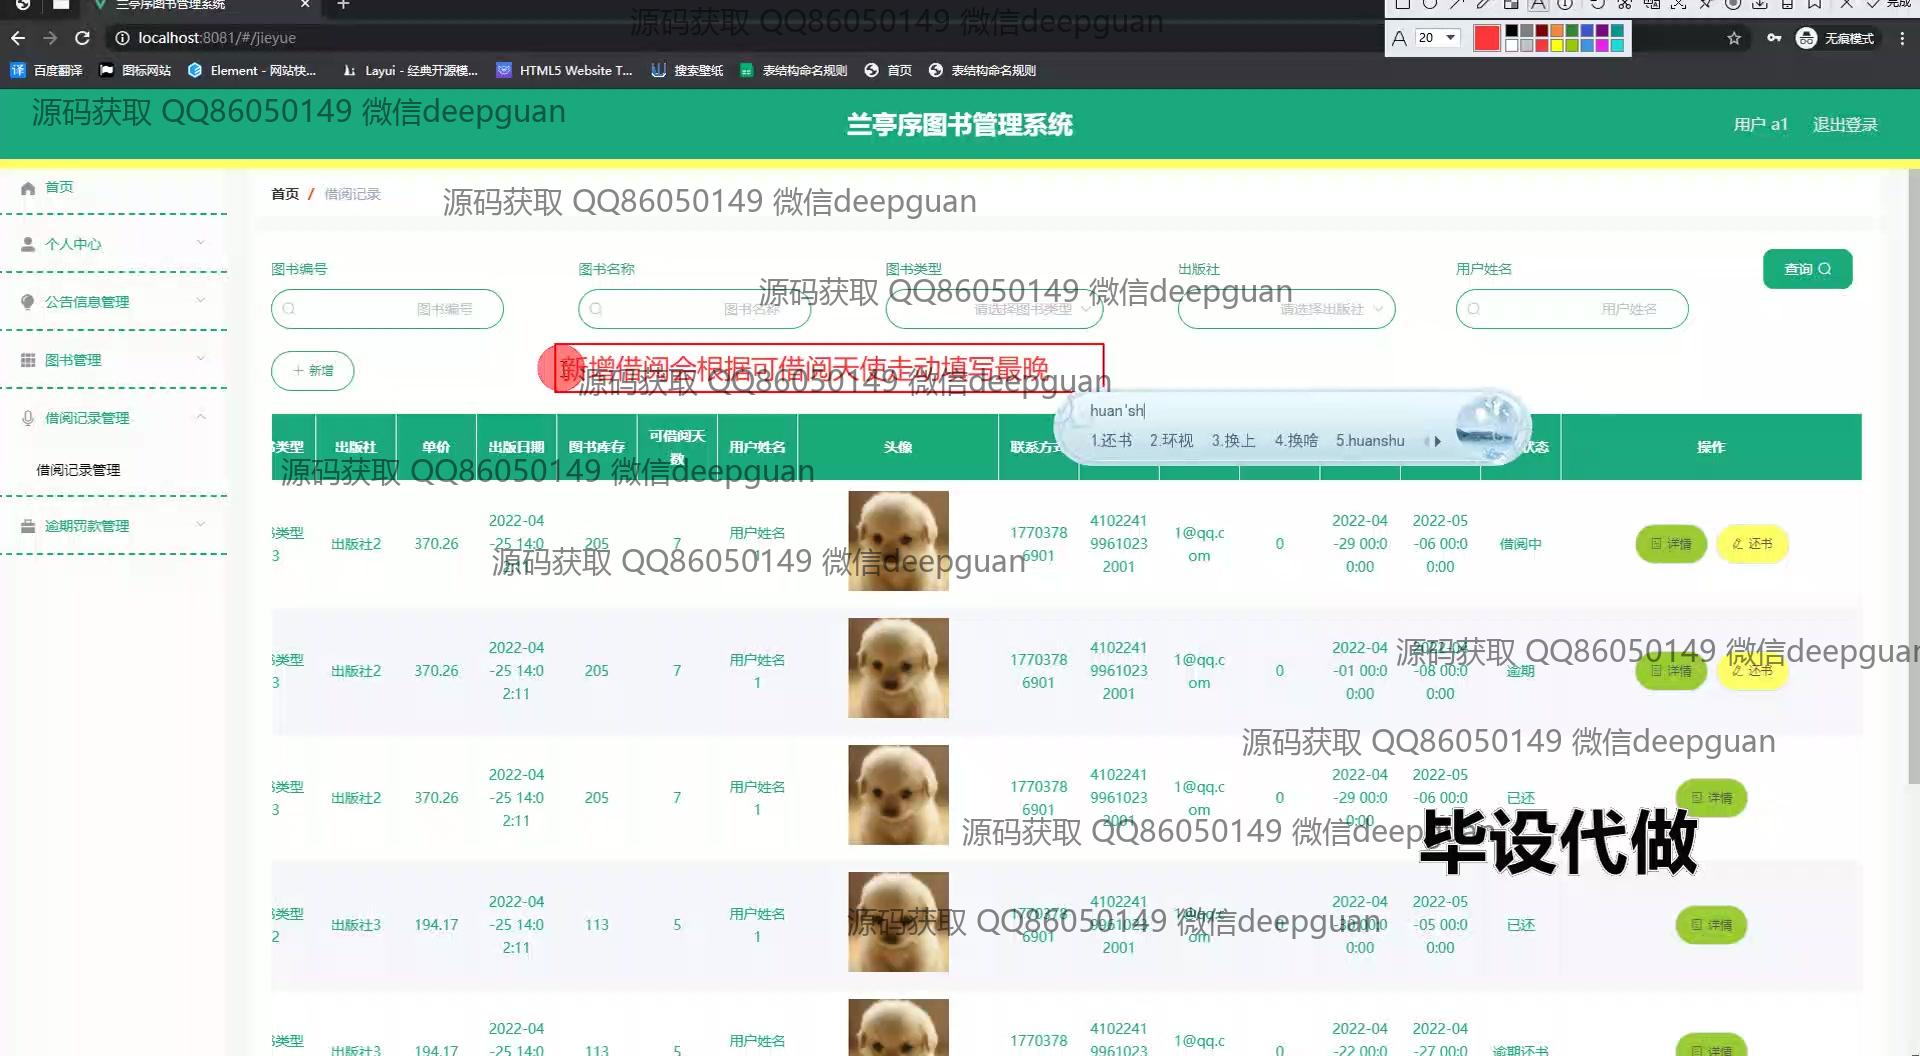 兰亭序图书管理系统
完成
localhost:8081/#/jieyue
A 20
无痕模式
百度翻译 图标网站 Element - 网站快... Layui - 经典开源模... HTML5 Website T... 搜索壁纸 表结构命名规则 首页 表结构命名规则
源码获取 QQ86050149 微信deepguan
源码获取 QQ86050149 微信deepguan
兰亭序图书管理系统
用户 a1 退出登录
首页
个人中心
公告信息管理
图书管理
借阅记录管理
借阅记录管理
逾期罚款管理
首页 / 借阅记录
源码获取 QQ86050149 微信deepguan
图书编号 图书名称 图书类型 出版社 用户姓名 查询
源码获取 QQ86050149 微信deepguan
图书编号 图书名称 请选择图书类型 请选择出版社 用户姓名
新增
新增借阅会根据可借阅天使走动填写最晚
源码获取 QQ86050149 微信deepguan
huan'sh
1.还书 2.环视 3.换上 4.换啥 5.huanshu
类型 出版社 单价 出版日期 图书库存 可借阅天数 用户姓名 头像 联系方式 状态 操作
源码获取 QQ86050149 微信deepguan
类型3 出版社2 370.26 2022-04-25 14:02:11 205 7 用户姓名1 17703786901 410224199610232001 1@qq.com 0 2022-04-29 00:00:00 2022-05-06 00:00:00 借阅中 详情 还书
源码获取 QQ86050149 微信deepguan
类型3 出版社2 370.26 2022-04-25 14:02:11 205 7 用户姓名1 17703786901 410224199610232001 1@qq.com 0 2022-04-01 00:00:00 2022-04-08 00:00:00 逾期 详情 还书
源码获取 QQ86050149 微信deepguan
源码获取 QQ86050149 微信deepguan
类型3 出版社2 370.26 2022-04-25 14:02:11 205 7 用户姓名1 17703786901 410224199610232001 1@qq.com 0 2022-04-29 00:00:00 2022-05-06 00:00:00 已还 详情
源码获取 QQ86050149 微信deepguan
毕设代做
类型2 出版社3 194.17 2022-04-25 14:02:11 113 5 用户姓名1 17703786901 410224199610232001 1@qq.com 0 2022-04-30 00:00:00 2022-05-05 00:00:00 已还 详情
源码获取 QQ86050149 微信deepguan
类型 出版社3 194.17 2022-04-25 14:0 113 5 用户姓名 1770378 41022419961023 1@qq.c 0 2022-04-22 00:0 2022-04-27 00:0 逾期还书 详情